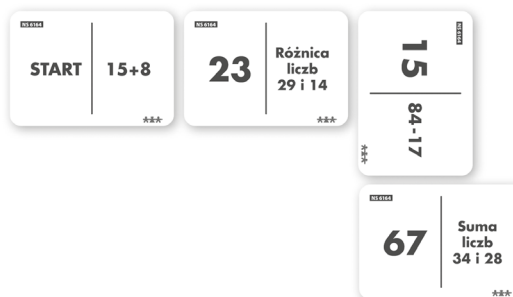 NS 6164
START 15+8
NS 6164
23 Różnica
liczb
29 i 14
NS 6164
15
84-17
NS 6164
67 Suma
liczb
34 i 28